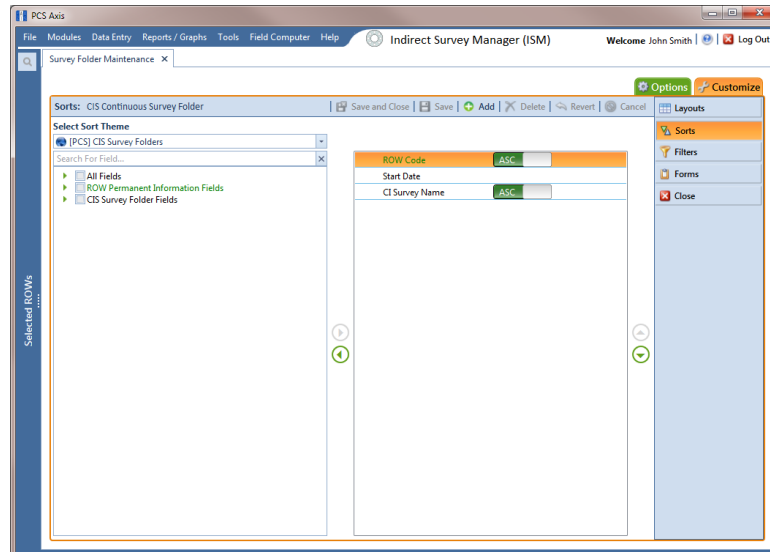 PCS Axis
File Modules Data Entry Reports / Graphs Tools Field Computer Help Indirect Survey Manager (ISM) Welcome John Smith | | Log Out
Survey Folder Maintenance X
Options Customize
Sorts: CIS Continuous Survey Folder | Save and Close | Save | Add | Delete | Revert | Cancel
Layouts
Select Sort Theme
Sorts
[PCS] CIS Survey Folders
Search For Field...
Filters
ROW Code ASC
All Fields
Start Date
Forms
ROW Permanent Information Fields
CI Survey Name ASC
CIS Survey Folder Fields
Close
Selected ROWs